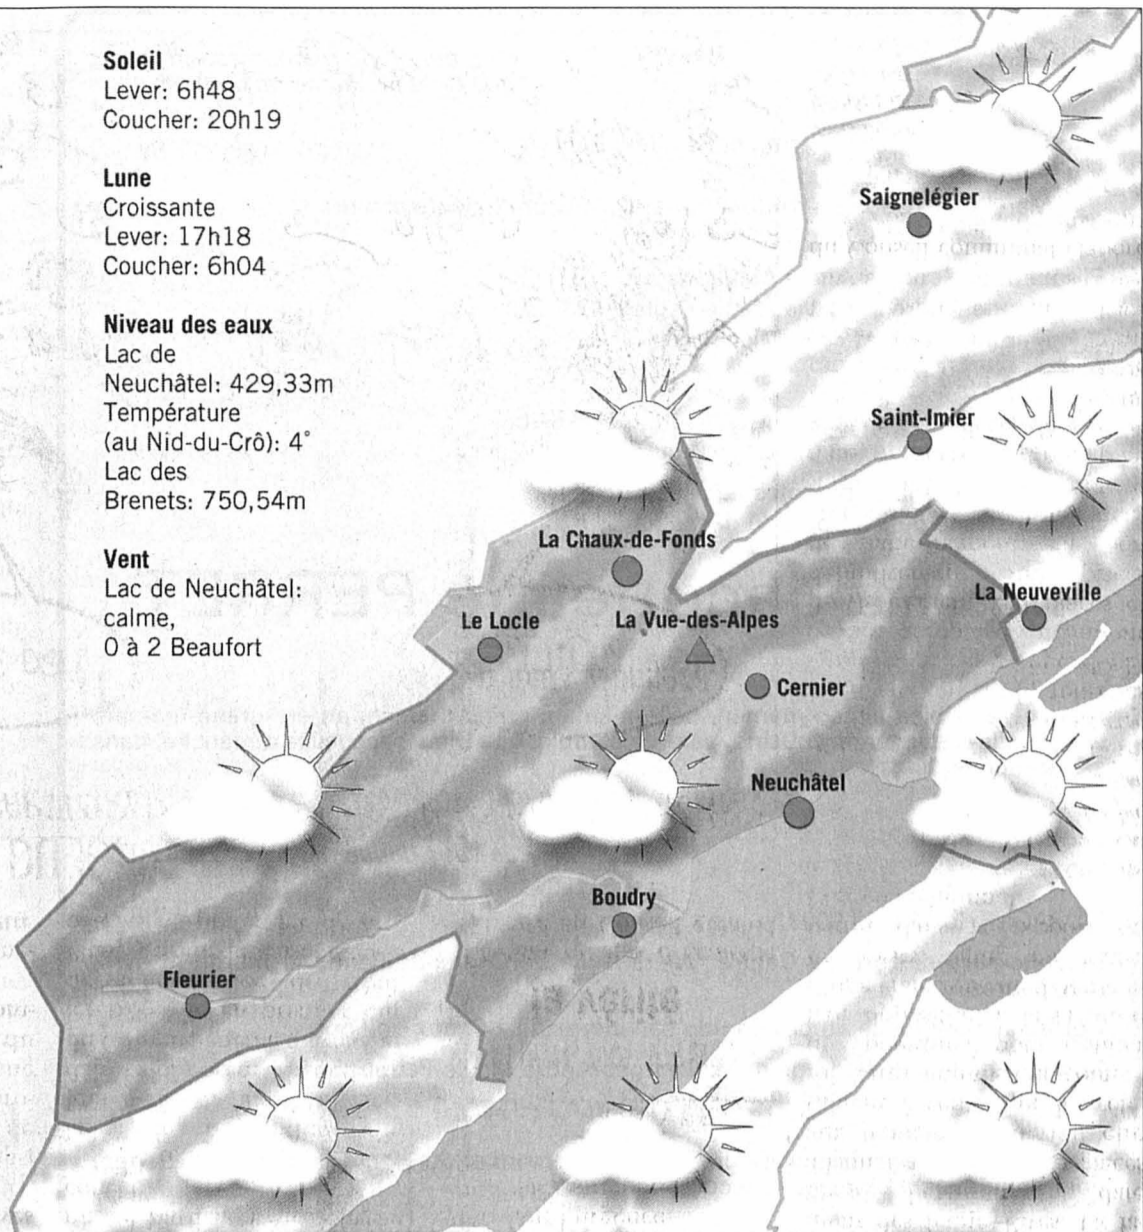 Soleil
Lever: 6h48
Coucher: 20h19
Lune
Croissante
Lever: 17h18
Coucher: 6h04
Niveau des eaux
Lac de
Neuchâtel: 429,33m
Température
(au Nid-du-Crô): 4°
Lac des
Brenets: 750,54m
Vent
Lac de Neuchâtel:
calme,
0 à 2 Beaufort
Saignelégier
Saint-Imier
La Chaux-de-Fonds
La Neuveville
Le Locle
La Vue-des-Alpes
Cernier
Neuchâtel
Boudry
Fleurier